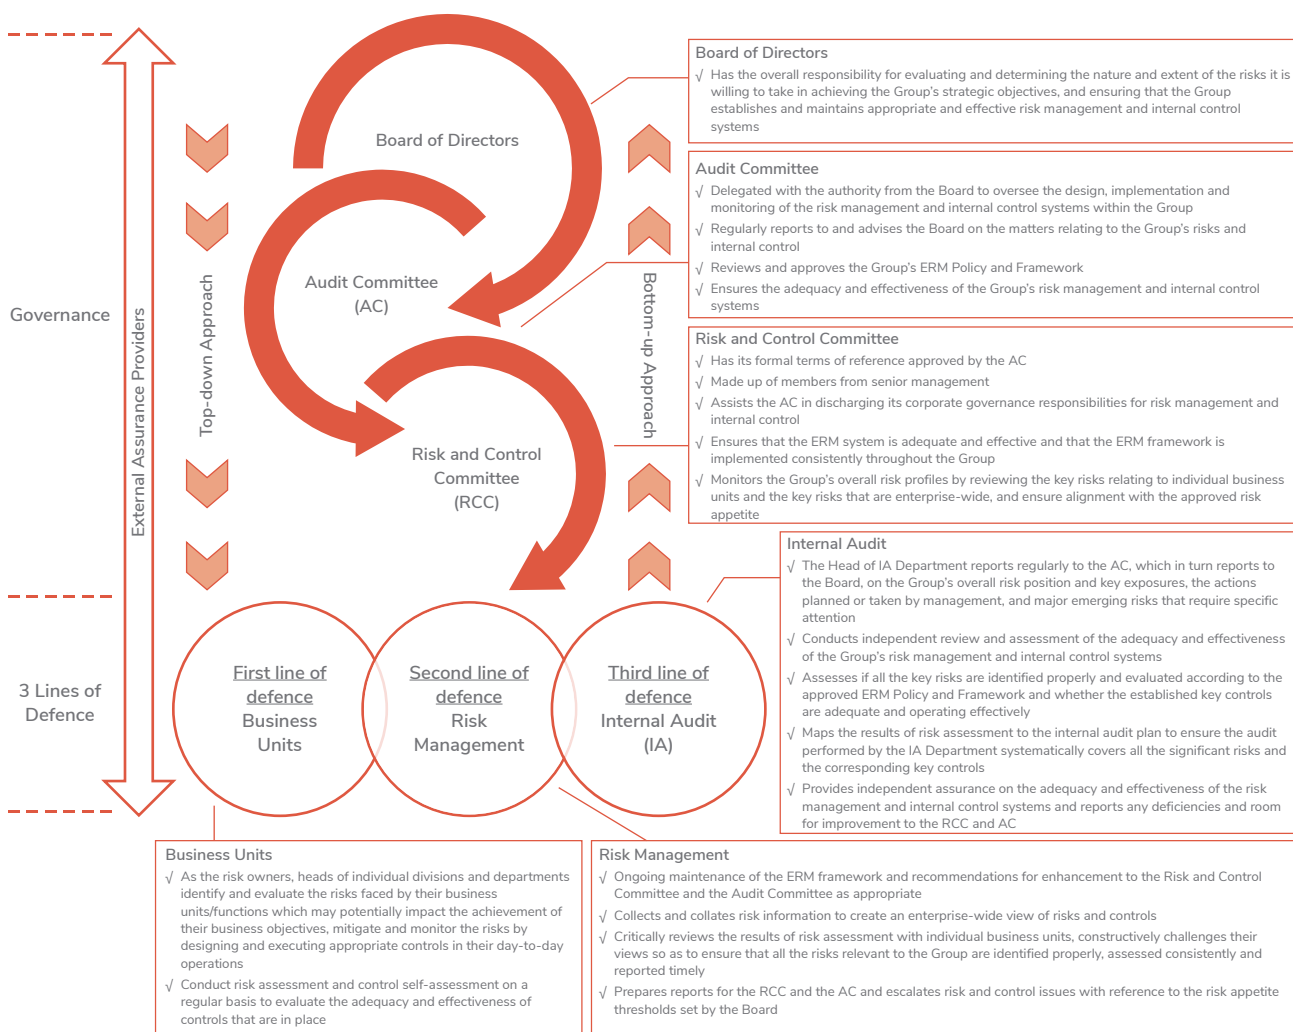 Governance
3 Lines of
Defence
External Assurance Providers
Top-down Approach
Bottom-up Approach
Board of Directors
Audit Committee
(AC)
Risk and Control
Committee
(RCC)
First line of
defence
Business
Units
Second line of
defence
Risk
Management
Third line of
defence
Internal Audit
(IA)
Board of Directors
√ Has the overall responsibility for evaluating and determining the nature and extent of the risks it is
willing to take in achieving the Group's strategic objectives, and ensuring that the Group
establishes and maintains appropriate and effective risk management and internal control
systems
Audit Committee
√ Delegated with the authority from the Board to oversee the design, implementation and
monitoring of the risk management and internal control systems within the Group
√ Regularly reports to and advises the Board on the matters relating to the Group's risks and
internal control
√ Reviews and approves the Group's ERM Policy and Framework
√ Ensures the adequacy and effectiveness of the Group's risk management and internal control
systems
Risk and Control Committee
√ Has its formal terms of reference approved by the AC
√ Made up of members from senior management
√ Assists the AC in discharging its corporate governance responsibilities for risk management and
internal control
√ Ensures that the ERM system is adequate and effective and that the ERM framework is
implemented consistently throughout the Group
√ Monitors the Group's overall risk profiles by reviewing the key risks relating to individual business
units and the key risks that are enterprise-wide, and ensure alignment with the approved risk
appetite
Internal Audit
√ The Head of IA Department reports regularly to the AC, which in turn reports to
the Board, on the Group's overall risk position and key exposures, the actions
planned or taken by management, and major emerging risks that require specific
attention
√ Conducts independent review and assessment of the adequacy and effectiveness
of the Group's risk management and internal control systems
√ Assesses if all the key risks are identified properly and evaluated according to the
approved ERM Policy and Framework and whether the established key controls
are adequate and operating effectively
√ Maps the results of risk assessment to the internal audit plan to ensure the audit
performed by the IA Department systematically covers all the significant risks and
the corresponding key controls
√ Provides independent assurance on the adequacy and effectiveness of the risk
management and internal control systems and reports any deficiencies and room
for improvement to the RCC and AC
Business Units
√ As the risk owners, heads of individual divisions and departments
identify and evaluate the risks faced by their business
units/functions which may potentially impact the achievement of
their business objectives, mitigate and monitor the risks by
designing and executing appropriate controls in their day-to-day
operations
√ Conduct risk assessment and control self-assessment on a
regular basis to evaluate the adequacy and effectiveness of
controls that are in place
Risk Management
√ Ongoing maintenance of the ERM framework and recommendations for enhancement to the Risk and Control
Committee and the Audit Committee as appropriate
√ Collects and collates risk information to create an enterprise-wide view of risks and controls
√ Critically reviews the results of risk assessment with individual business units, constructively challenges their
views so as to ensure that all the risks relevant to the Group are identified properly, assessed consistently and
reported timely
√ Prepares reports for the RCC and the AC and escalates risk and control issues with reference to the risk appetite
thresholds set by the Board